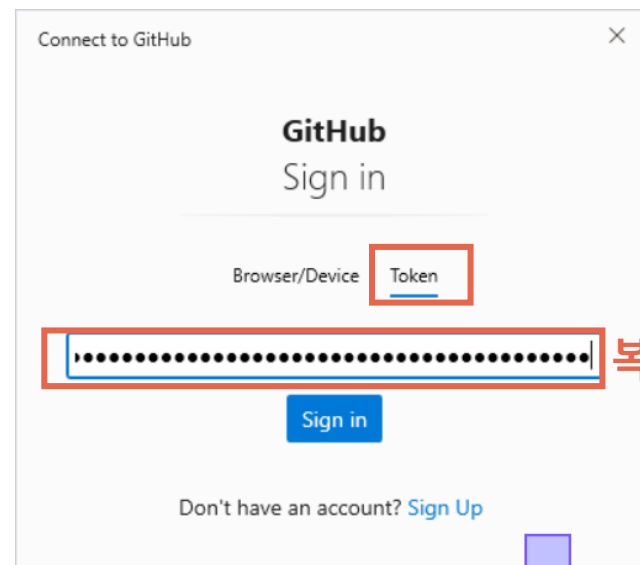 Connect to GitHub
GitHub
Sign in
Browser/Device Token
Sign in
Don't have an account? Sign Up